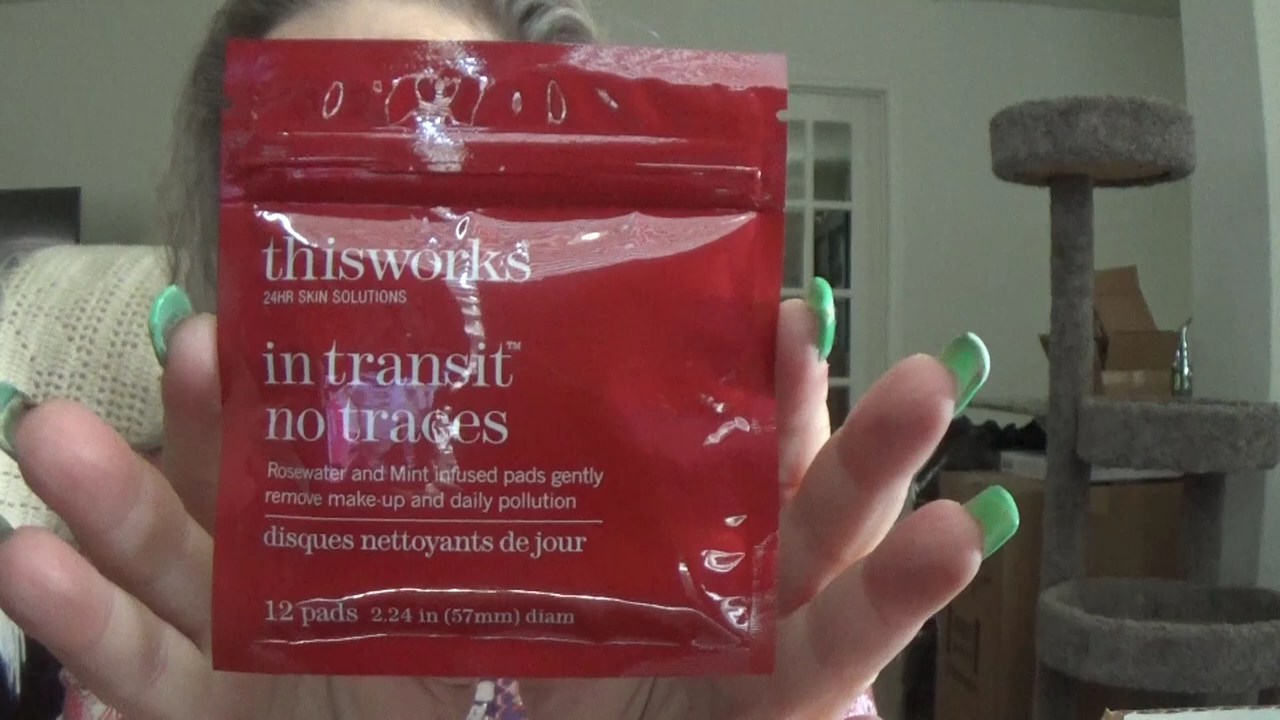 thisworks
24HR SKIN SOLUTIONS
in transit™
no traces
Rosewater and Mint infused pads gently
remove make-up and daily pollution
disques nettoyants de jour
12 pads 2.24 in (57mm) diam